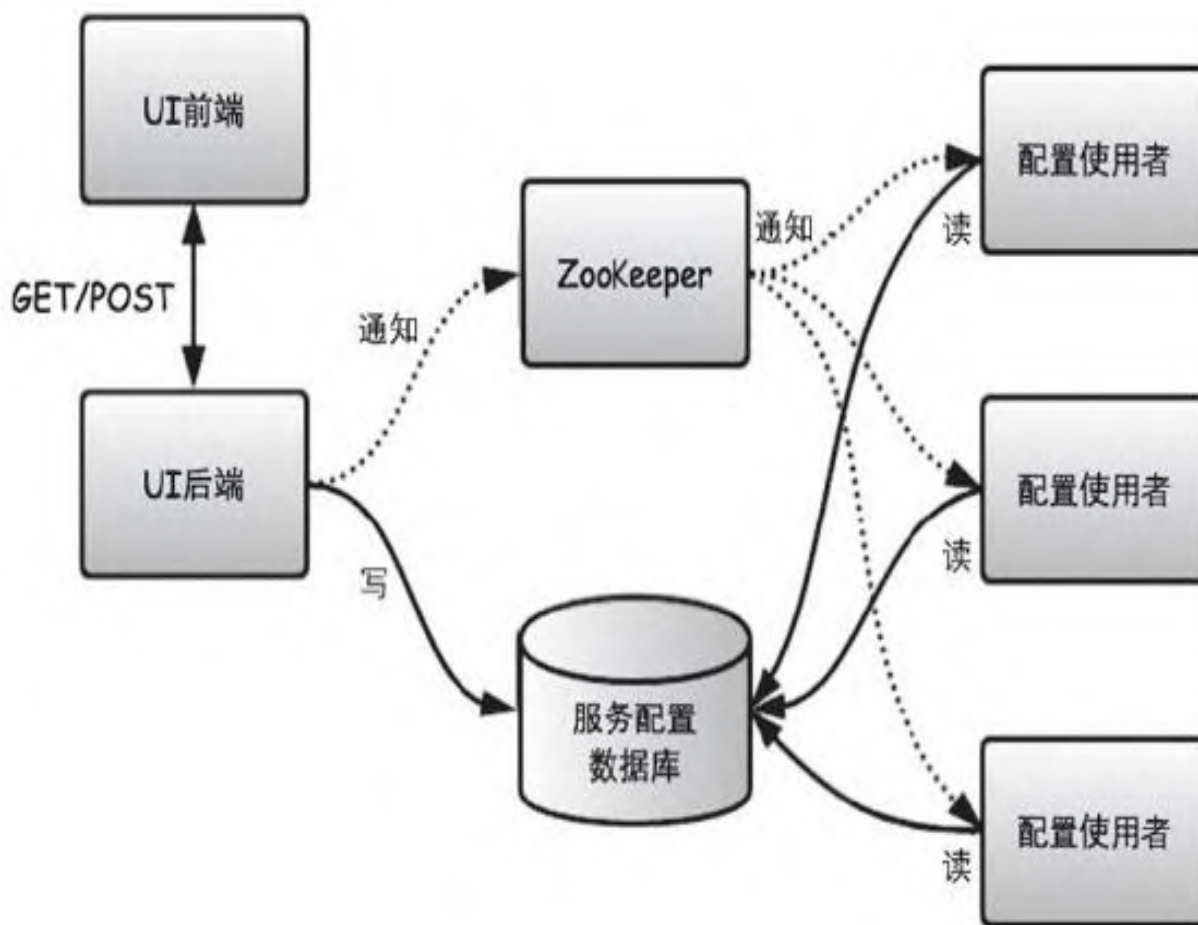 UI前端
配置使用者
读
通知
ZooKeeper
GET/POST
通知
UI后端
配置使用者
读
写
服务配置
数据库
配置使用者
读